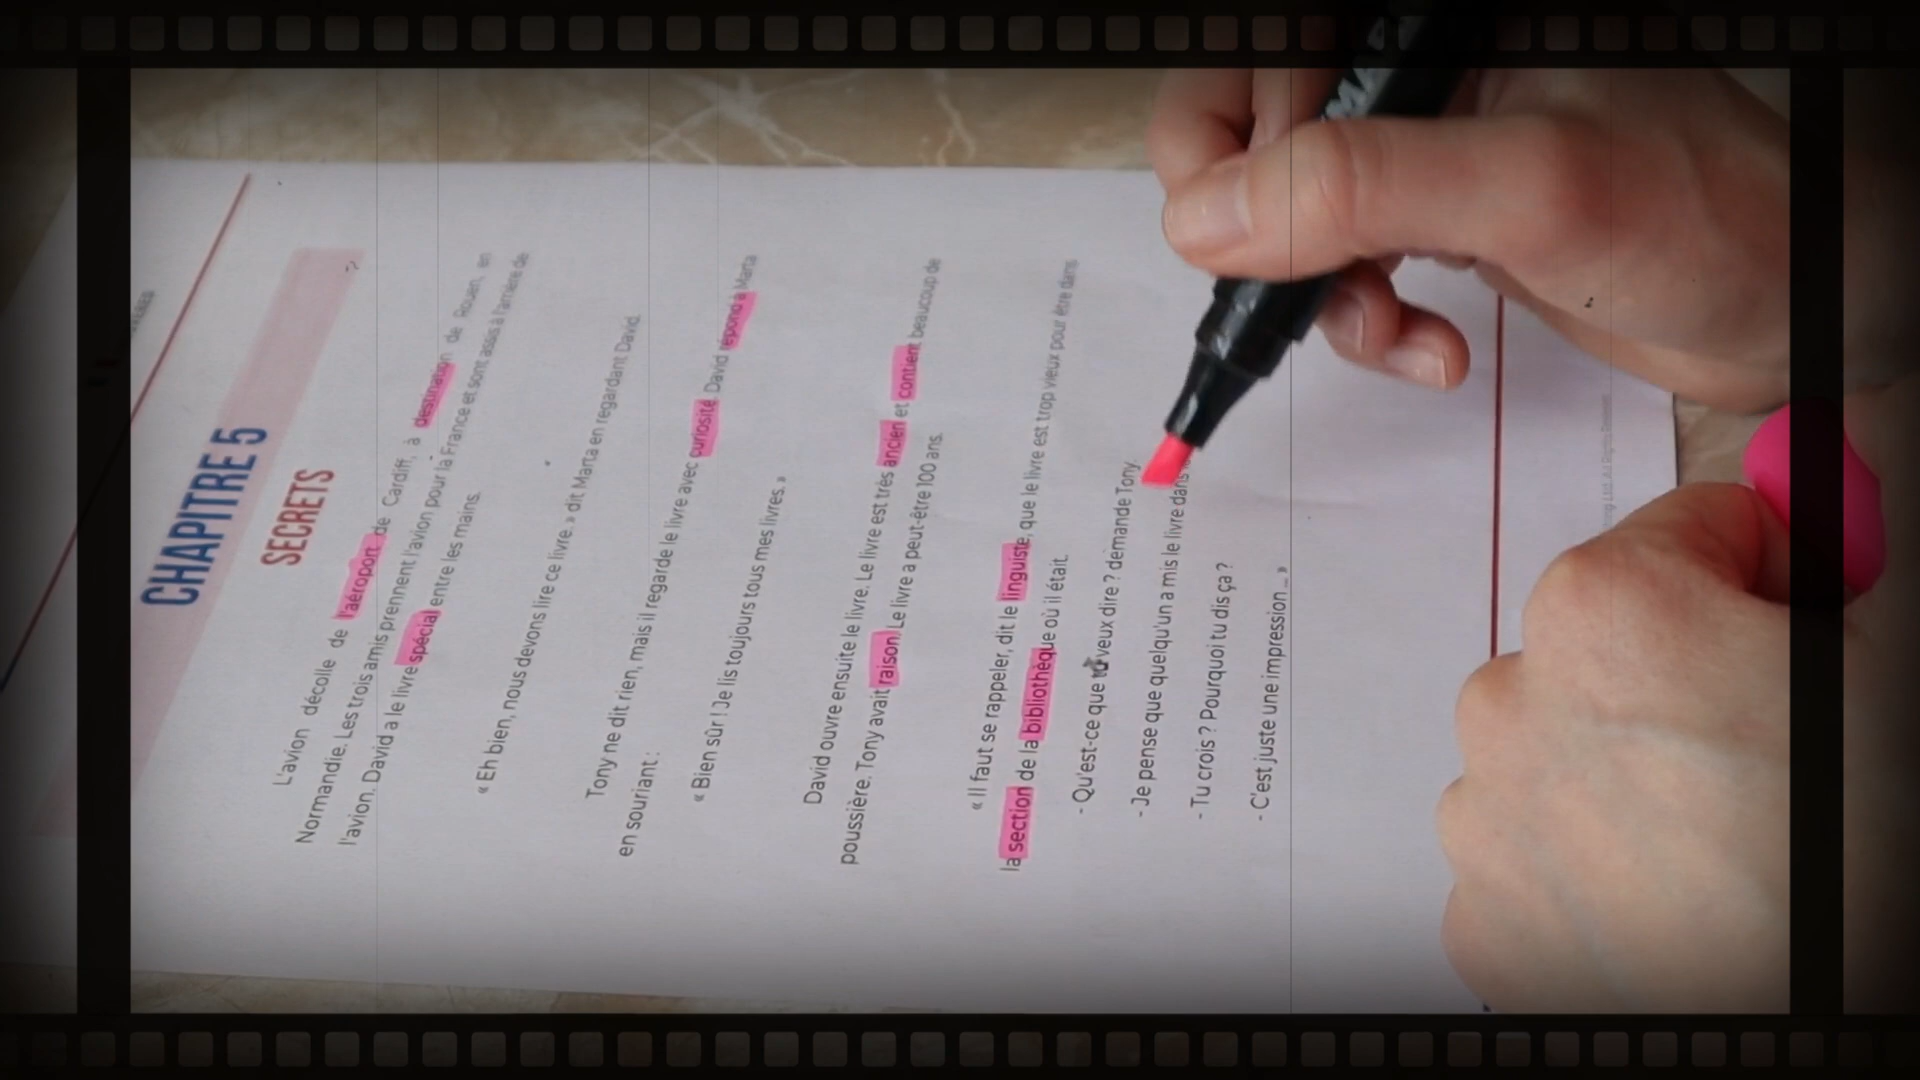 CHAPITRE 5
SECRETS
L'avion décolle de l'aéroport de Cardiff, à destination de Rouen, en
Normandie. Les trois amis prennent l'avion pour la France et sont assis à l'arrière de
l'avion. David a le livre spécial entre les mains.
« Eh bien, nous devons lire ce livre. » dit Marta en regardant David.
Tony ne dit rien, mais il regarde le livre avec curiosité. David répond à Marta
en souriant :
« Bien sûr ! Je lis toujours tous mes livres. »
David ouvre ensuite le livre. Le livre est très ancien et contient beaucoup de
poussière. Tony avait raison. Le livre a peut-être 100 ans.
« Il faut se rappeler, dit le linguiste, que le livre est trop vieux pour être dans
la section de la bibliothèque où il était.
- Qu'est-ce que tu veux dire ? demande Tony.
- Je pense que quelqu'un a mis le livre dans
- Tu crois ? Pourquoi tu dis ça ?
- C'est juste une impression... »